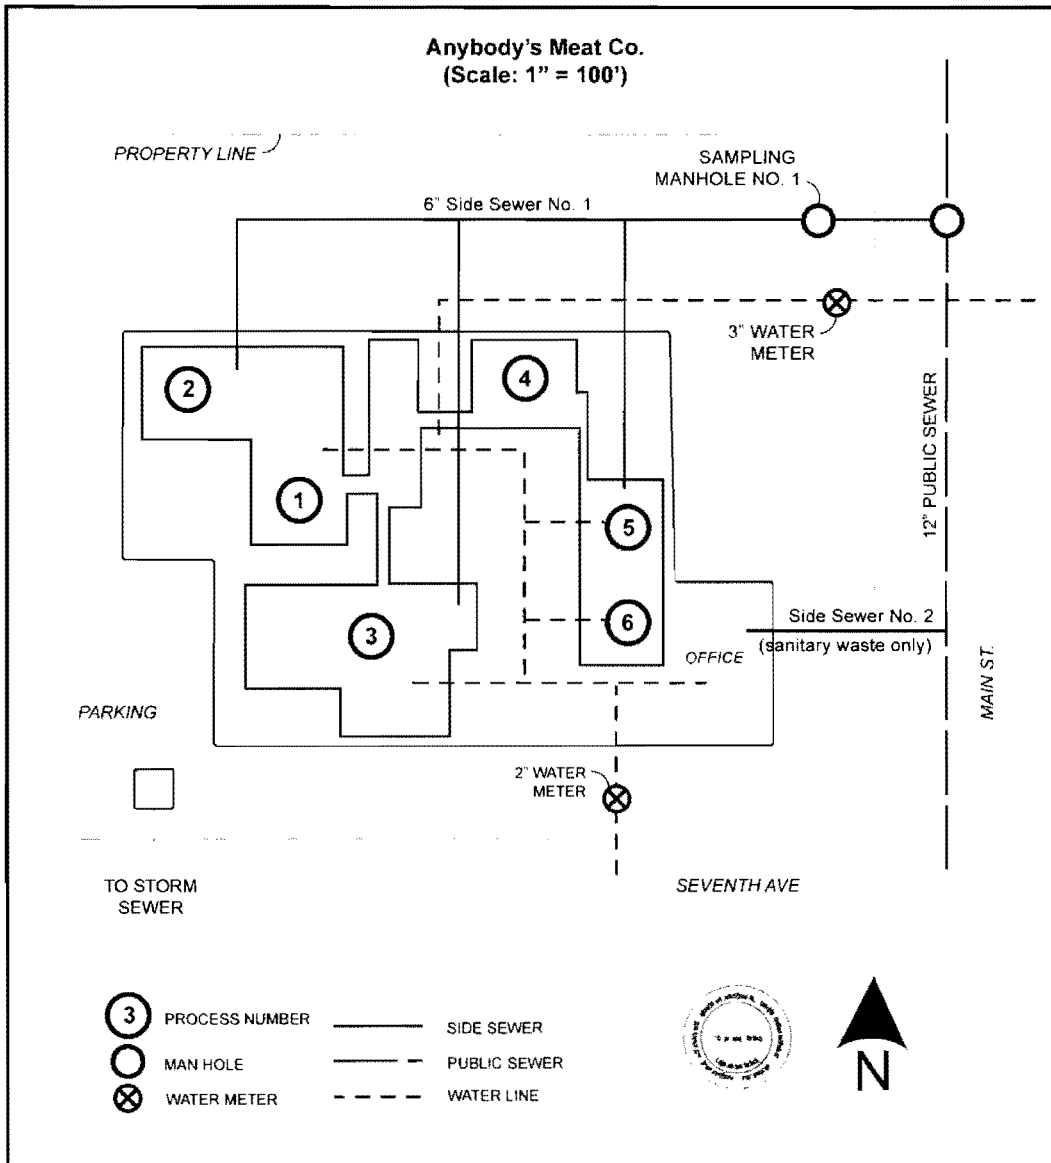 Anybody's Meat Co.
(Scale: 1" = 100')
PROPERTY LINE
SAMPLING
MANHOLE NO. 1
6" Side Sewer No. 1
3" WATER
METER
2
4
12" PUBLIC SEWER
1
5
Side Sewer No. 2
6
3
(sanitary waste only)
OFFICE
MAIN ST.
PARKING
2" WATER
METER
TO STORM
SEWER
SEVENTH AVE
3 PROCESS NUMBER
SIDE SEWER
MAN HOLE
PUBLIC SEWER
WATER METER
WATER LINE
N